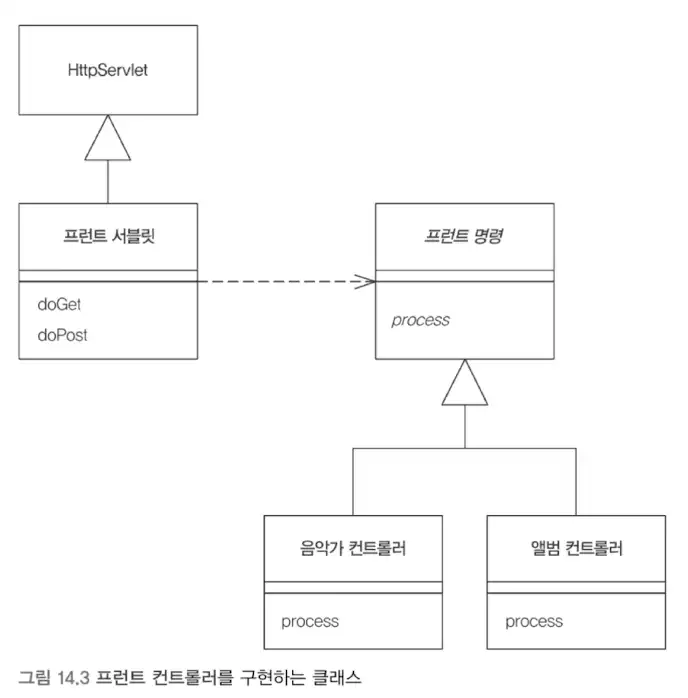 HttpServlet
프런트 서블릿
doGet
doPost
프런트 명령
process
음악가 컨트롤러
process
앨범 컨트롤러
process
그림 14.3 프런트 컨트롤러를 구현하는 클래스